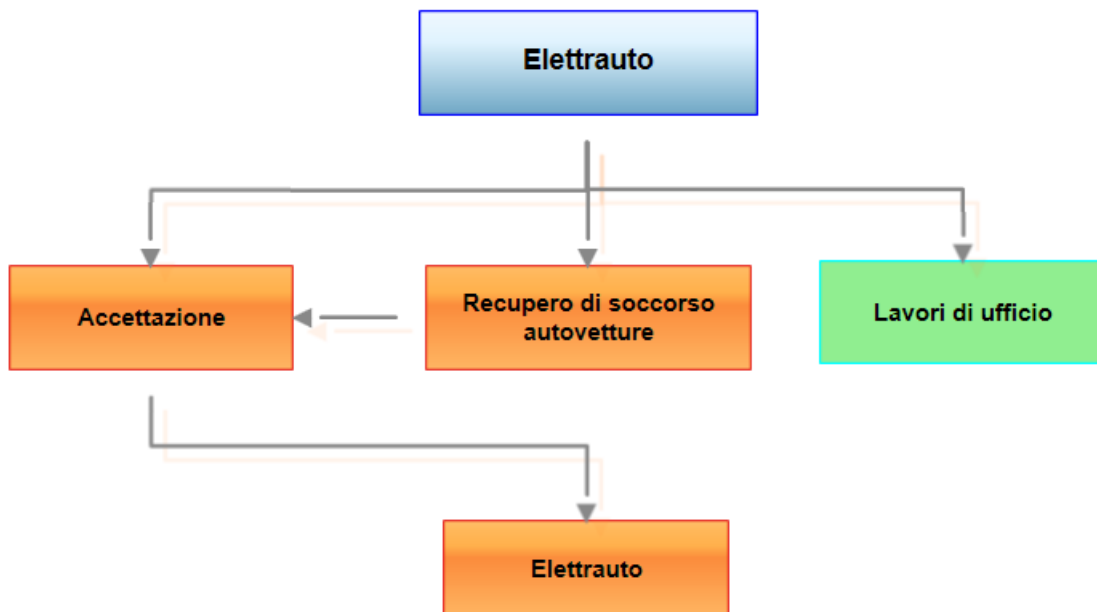 Elettrauto
Accettazione
Recupero di soccorso
autovetture
Lavori di ufficio
Elettrauto